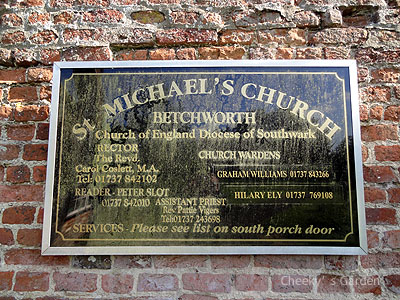 St. MICHAEL'S CHURCH
BETCHWORTH
Church of England Diocese of Southwark
RECTOR
The Revd.
Carol Coslett, M.A.
Tel: 01737 842102
READER - PETER SLOT
01737 842010
ASSISTANT PRIEST
Rev. Pattie Vigers
Tel 01737 243698
CHURCH WARDENS
GRAHAM WILLIAMS 01737 843266
HILARY ELY 01737 769108
SERVICES - Please see list on south porch door
Cheeky's Garden